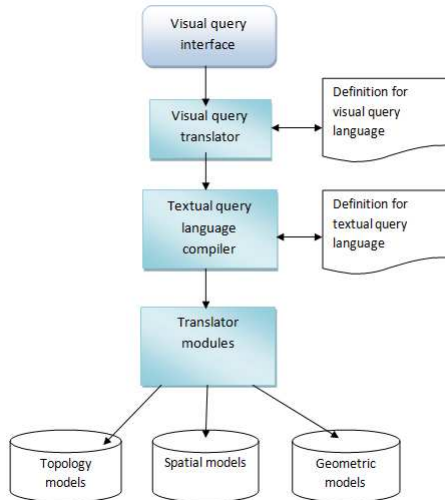 Visual query
interface
Visual query
translator
Definition for
visual query
language
Textual query
language
compiler
Definition for
textual query
language
Translator
modules
Topology
models
Spatial models
Geometric
models